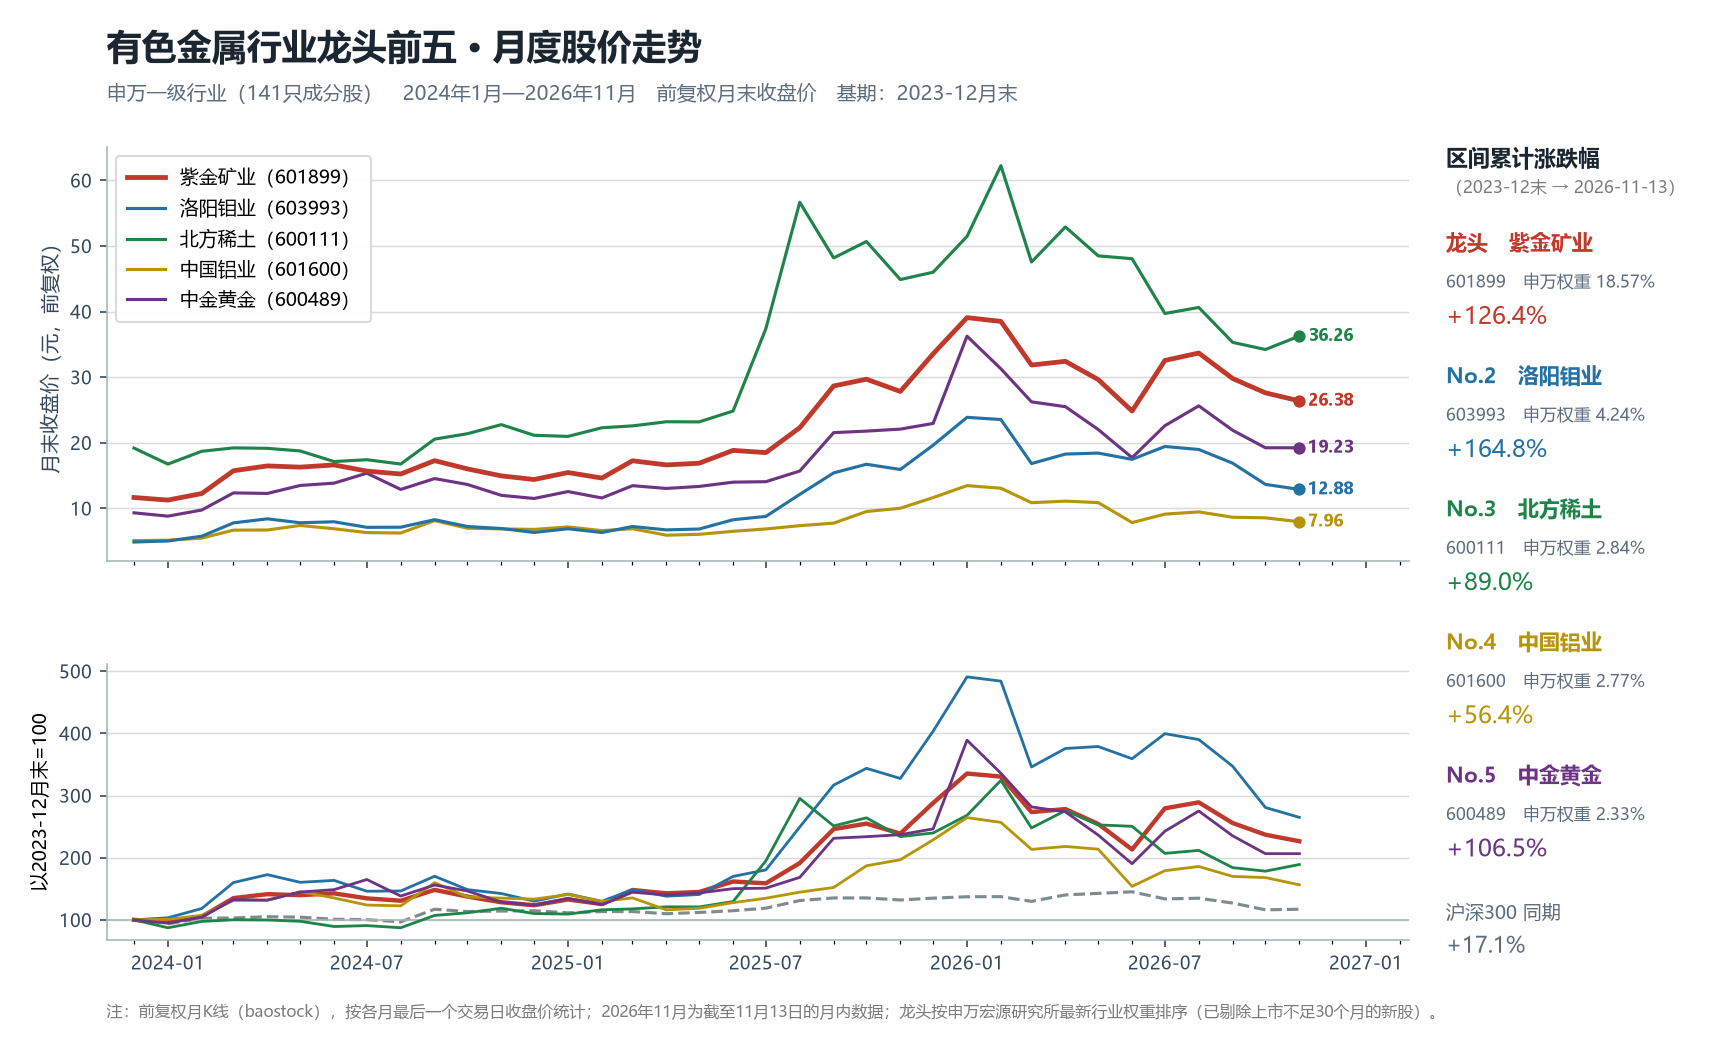 有色金属行业龙头前五 • 月度股价走势
申万一级行业（141只成分股） 2024年1月—2026年11月 前复权月末收盘价 基期：2023-12月末
月末收盘价（元，前复权）
60
50
40
30
20
10
紫金矿业（601899）
洛阳钼业（603993）
北方稀土（600111）
中国铝业（601600）
中金黄金（600489）
36.26
26.38
19.23
12.88
7.96
以2023-12月末=100
500
400
300
200
100
2024-01
2024-07
2025-01
2025-07
2026-01
2026-07
2027-01
区间累计涨跌幅
（2023-12末 → 2026-11-13）
龙头 紫金矿业
601899 申万权重 18.57%
+126.4%
No.2 洛阳钼业
603993 申万权重 4.24%
+164.8%
No.3 北方稀土
600111 申万权重 2.84%
+89.0%
No.4 中国铝业
601600 申万权重 2.77%
+56.4%
No.5 中金黄金
600489 申万权重 2.33%
+106.5%
沪深300 同期
+17.1%
注：前复权月K线（baostock），按各月最后一个交易日收盘价统计；2026年11月为截至11月13日的月内数据；龙头按申万宏源研究所最新行业权重排序（已剔除上市不足30个月的新股）。